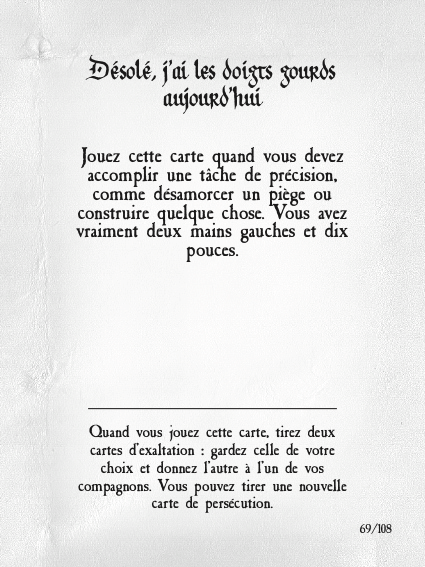 Désolé, j'ai les doigts gourds
aujourd'hui
Jouez cette carte quand vous devez
accomplir une tâche de précision,
comme désamorcer un piège ou
construire quelque chose. Vous avez
vraiment deux mains gauches et dix
pouces.
Quand vous jouez cette carte, tirez deux
cartes d'exaltation : gardez celle de votre
choix et donnez l'autre à l'un de vos
compagnons. Vous pouvez tirer une nouvelle
carte de persécution.
69/108